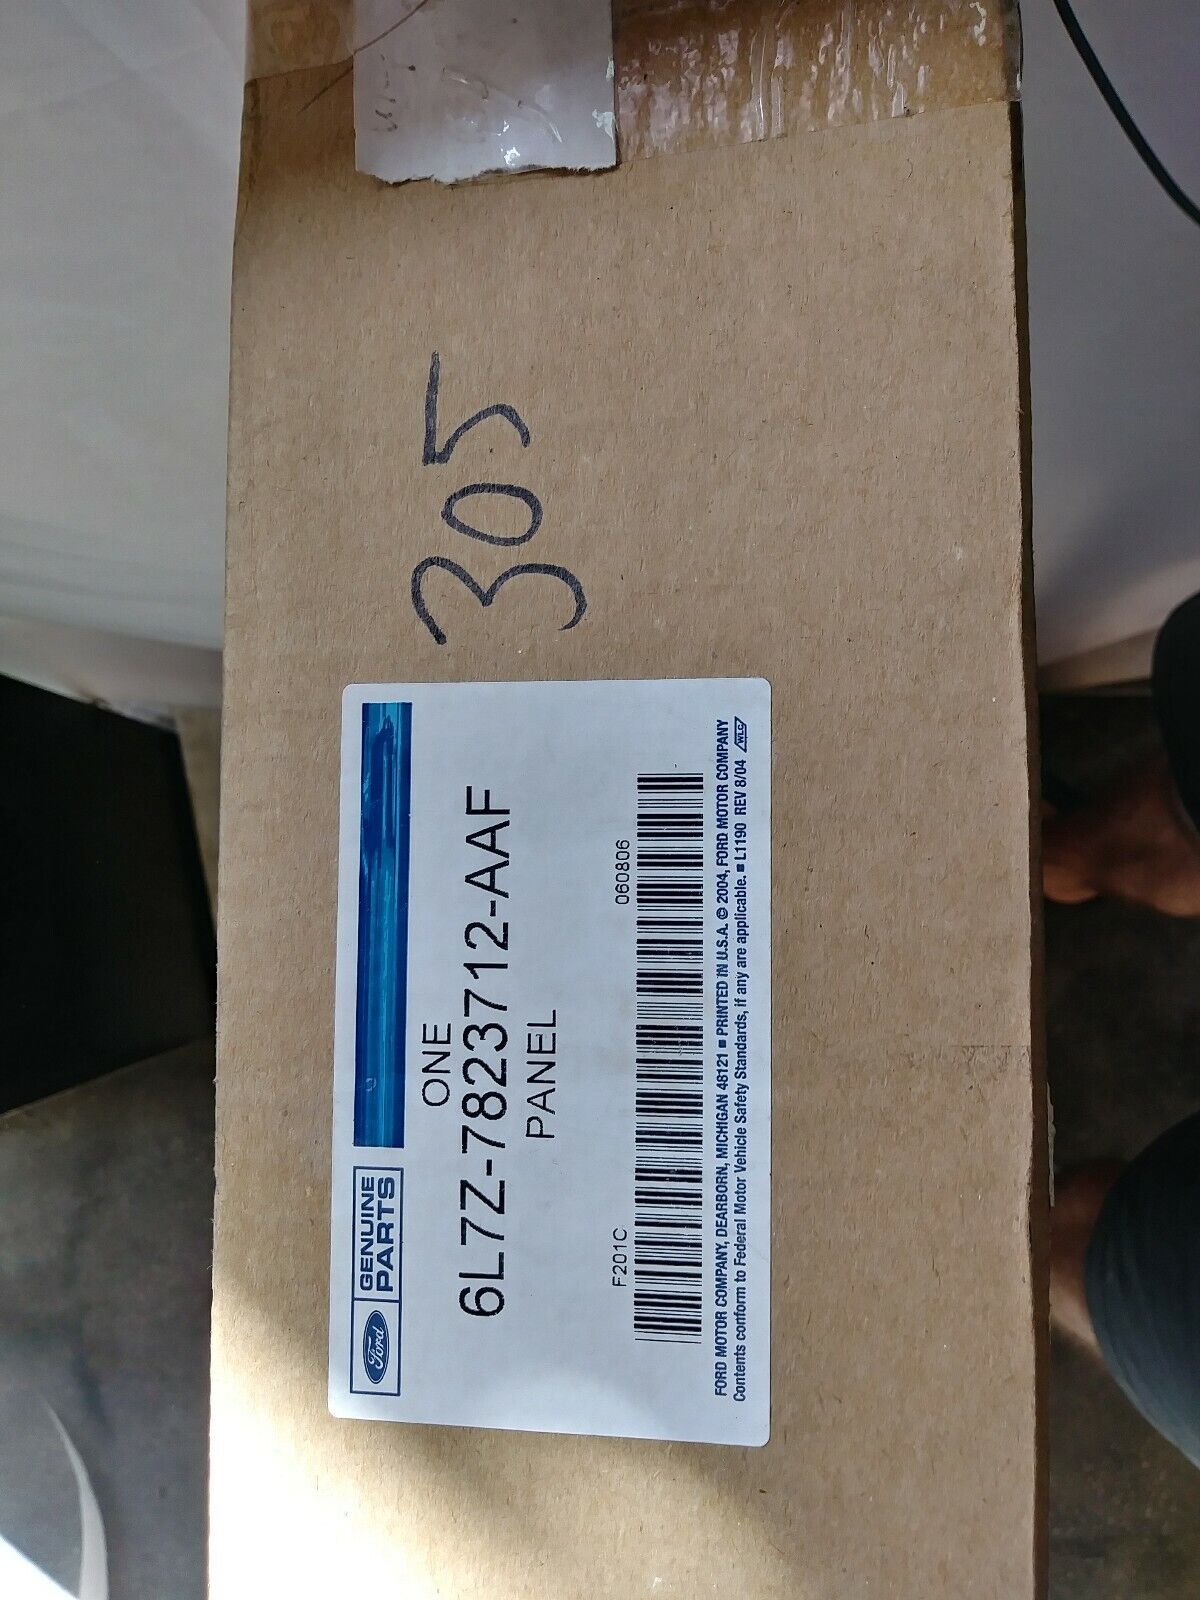 305
Ford
GENUINE
PARTS
ONE
6L7Z-7823712-AAF
PANEL
F201C 060806
FORD MOTOR COMPANY, DEARBORN, MICHIGAN 48121 ■ PRINTED IN U.S.A. © 2004, FORD MOTOR COMPANY
Contents conform to Federal Motor Vehicle Safety Standards, if any are applicable. ■ L1190 REV 8/04 WLC